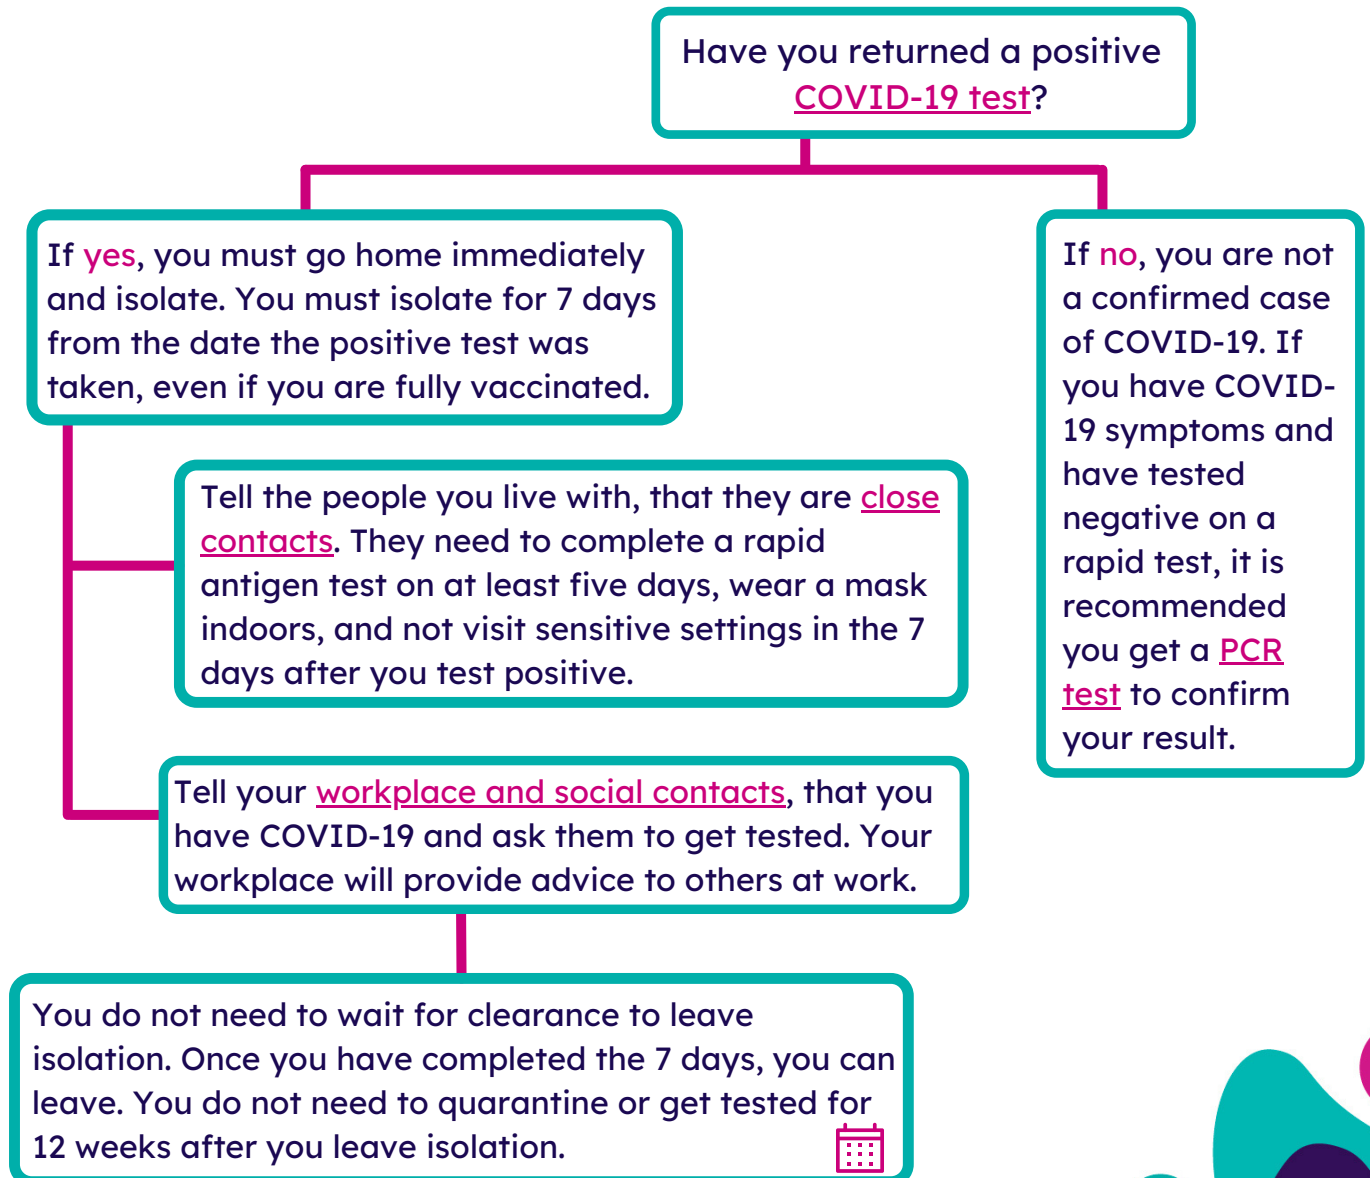 Have you returned a positive
COVID-19 test?
If yes, you must go home immediately
and isolate. You must isolate for 7 days
from the date the positive test was
taken, even if you are fully vaccinated.
Tell the people you live with, that they are close
contacts. They need to complete a rapid
antigen test on at least five days, wear a mask
indoors, and not visit sensitive settings in the 7
days after you test positive.
Tell your workplace and social contacts, that you
have COVID-19 and ask them to get tested. Your
workplace will provide advice to others at work.
You do not need to wait for clearance to leave
isolation. Once you have completed the 7 days, you can
leave. You do not need to quarantine or get tested for
12 weeks after you leave isolation.
If no, you are not
a confirmed case
of COVID-19. If
you have COVID-
19 symptoms and
have tested
negative on a
rapid test, it is
recommended
you get a PCR
test to confirm
your result.